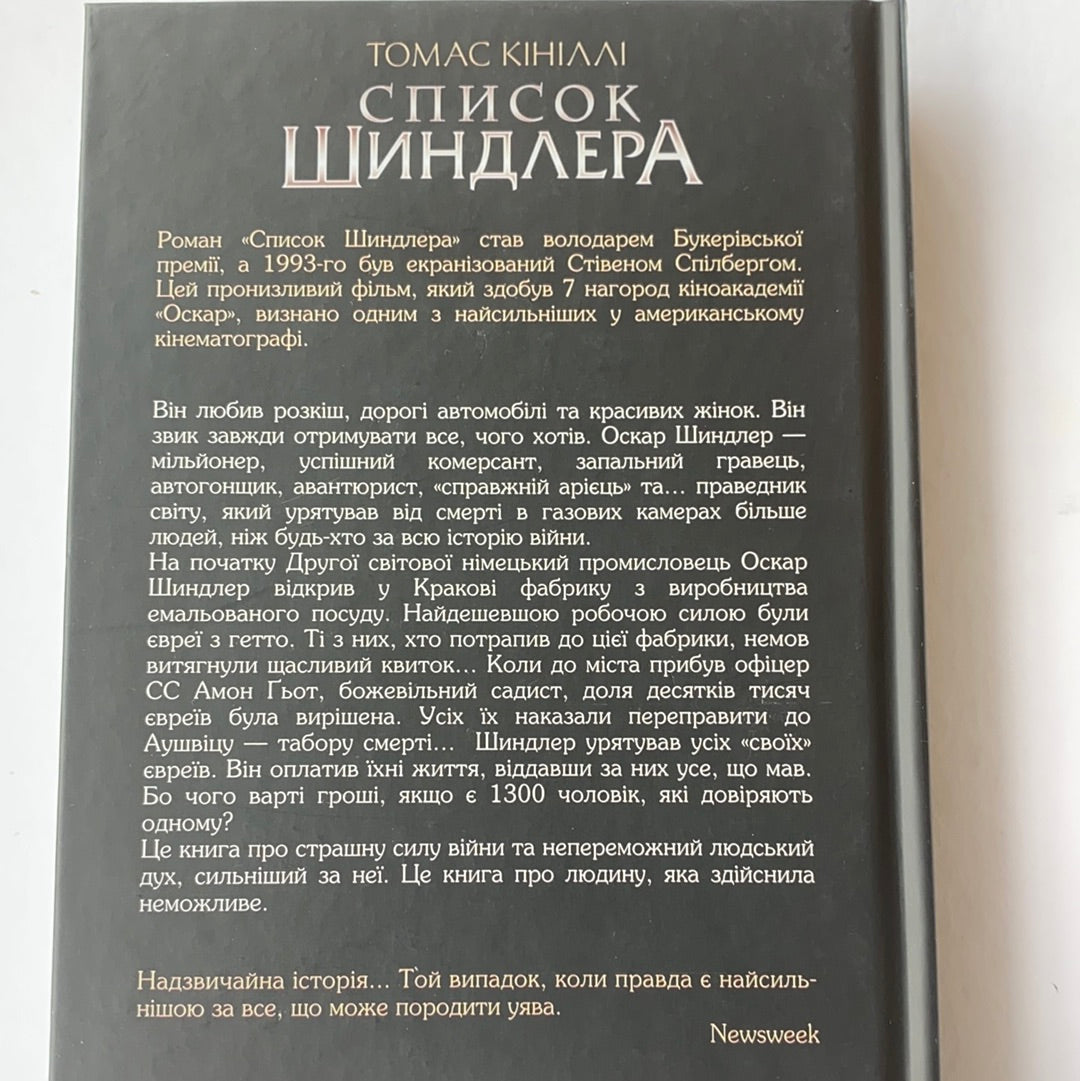 ТОМАС КІНІЛЛІ
СПИСОК
ШИНДЛЕРА
Роман «Список Шиндлера» став володарем Букерівської
премії, а 1993-го був екранізований Стівеном Спілберґом.
Цей пронизливий фільм, який здобув 7 нагород кіноакадемії
«Оскар», визнано одним з найсильніших у американському
кінематографі.
Він любив розкіш, дорогі автомобілі та красивих жінок. Він
звик завжди отримувати все, чого хотів. Оскар Шиндлер —
мільйонер, успішний комерсант, запальний гравець,
автогонщик, авантюрист, «справжній арієць» та... праведник
світу, який урятував від смерті в газових камерах більше
людей, ніж будь-хто за всю історію війни.
На початку Другої світової німецький промисловець Оскар
Шиндлер відкрив у Кракові фабрику з виробництва
емальованого посуду. Найдешевшою робочою силою були
євреї з гетто. Ті з них, хто потрапив до цієї фабрики, немов
витягнули щасливий квиток... Коли до міста прибув офіцер
СС Амон Ґьот, божевільний садист, доля десятків тисяч
євреїв була вирішена. Усіх їх наказали переправити до
Аушвіцу — табору смерті... Шиндлер урятував усіх «своїх»
євреїв. Він оплатив їхні життя, віддавши за них усе, що мав.
Бо чого варті гроші, якщо є 1300 чоловік, які довіряють
одному?
Це книга про страшну силу війни та непереможний людський
дух, сильніший за неї. Це книга про людину, яка здійснила
неможливе.
Надзвичайна історія... Той випадок, коли правда є найсиль-
нішою за все, що може породити уява.
Newsweek